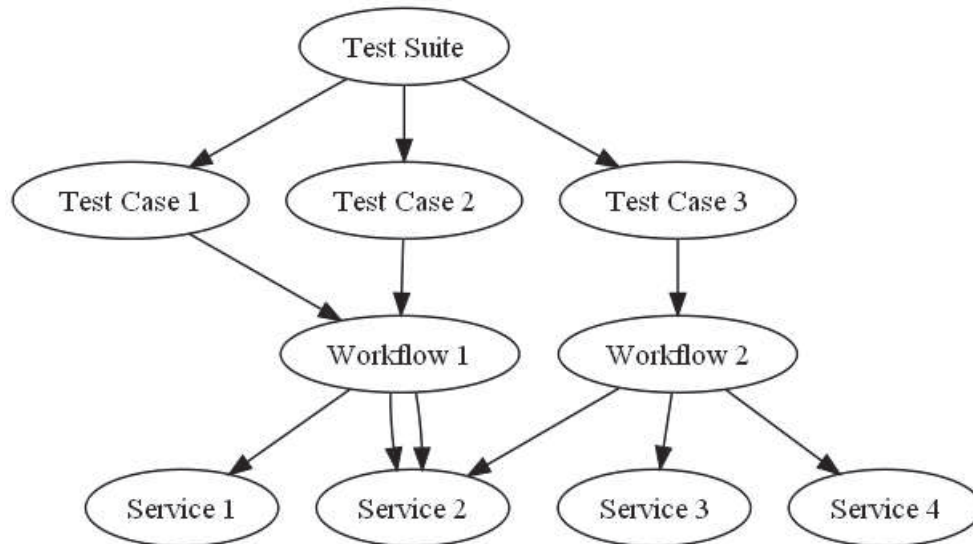 Test Suite
Test Case 1
Test Case 2
Test Case 3
Workflow 1
Workflow 2
Service 1
Service 2
Service 3
Service 4